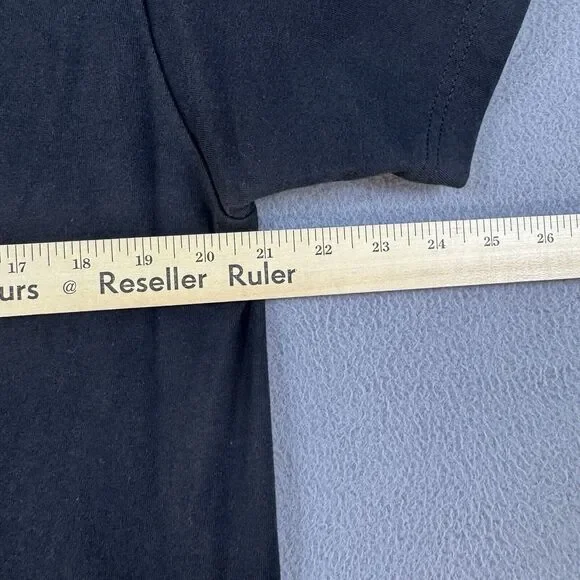 17 18 19 20 21 22 23 24 25 26
urs @ Reseller Ruler